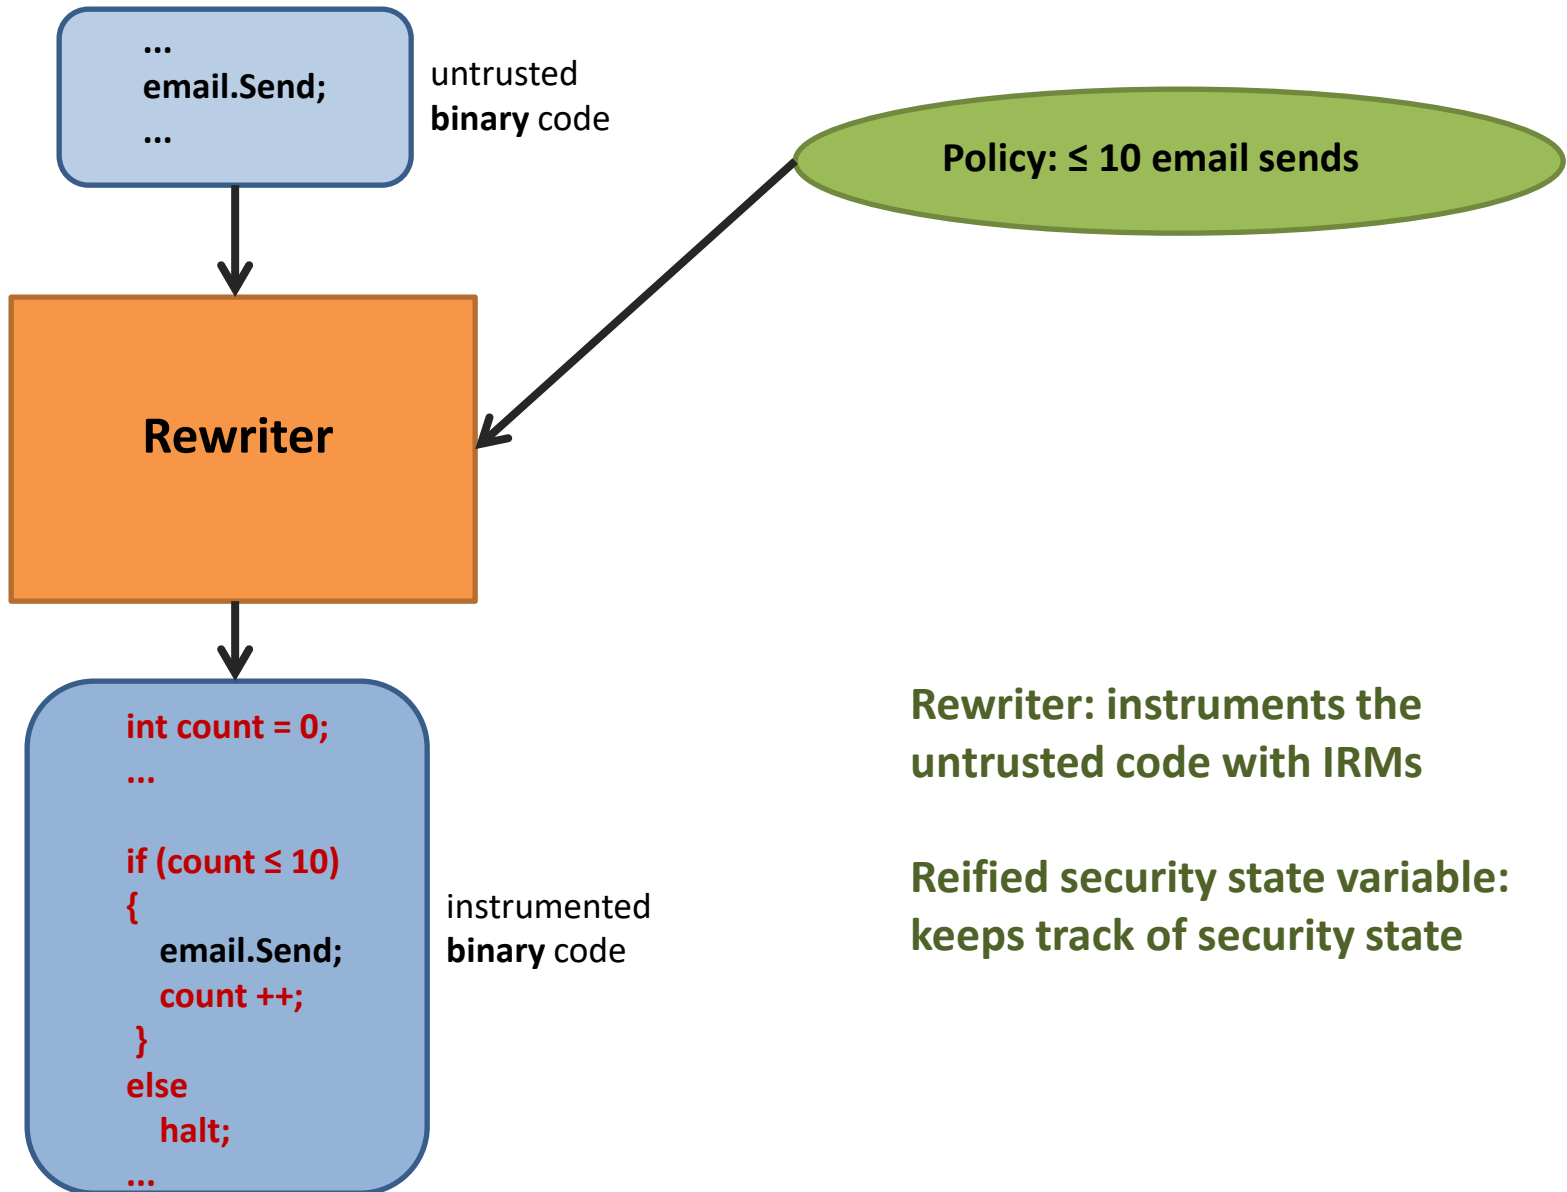 ...
email.Send;
...
untrusted
binary code
Policy: ≤ 10 email sends
Rewriter
int count = 0;
...
if (count ≤ 10)
{
email.Send;
count ++;
}
else
halt;
...
instrumented
binary code
Rewriter: instruments the
untrusted code with IRMs
Reified security state variable:
keeps track of security state